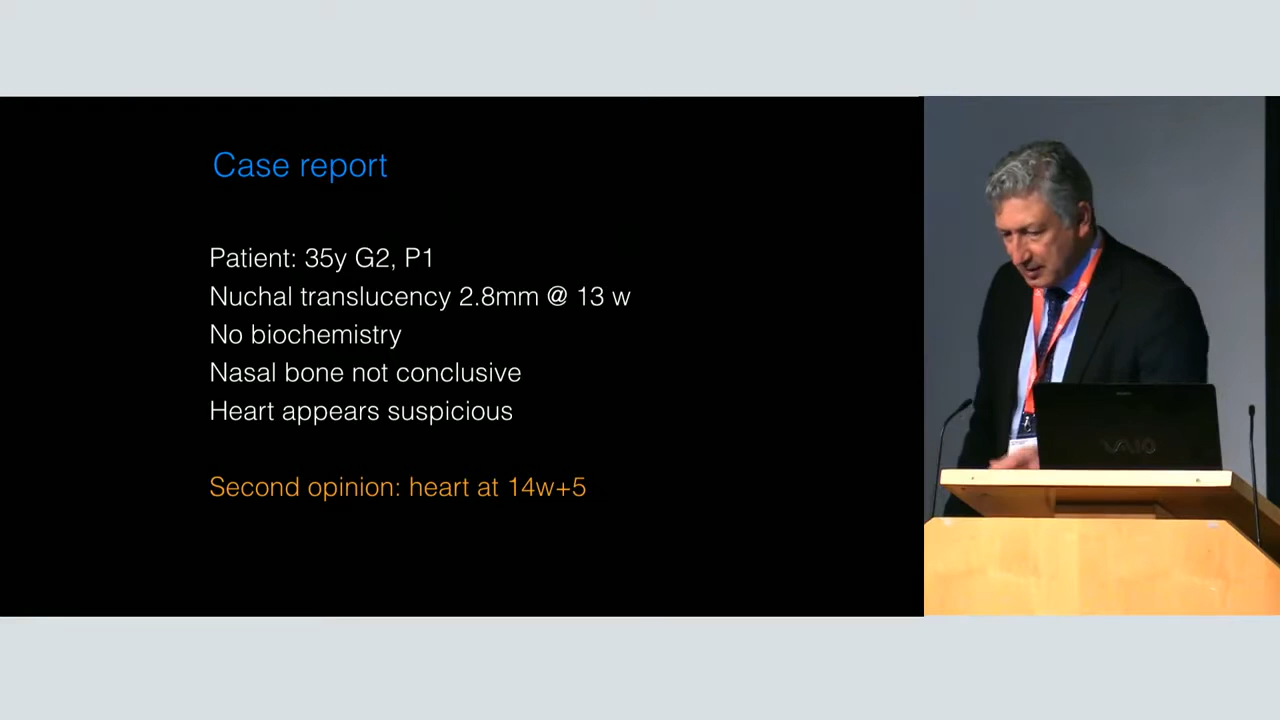 Case report
Patient: 35y G2, P1
Nuchal translucency 2.8mm @ 13 w
No biochemistry
Nasal bone not conclusive
Heart appears suspicious
Second opinion: heart at 14w+5
VAIO